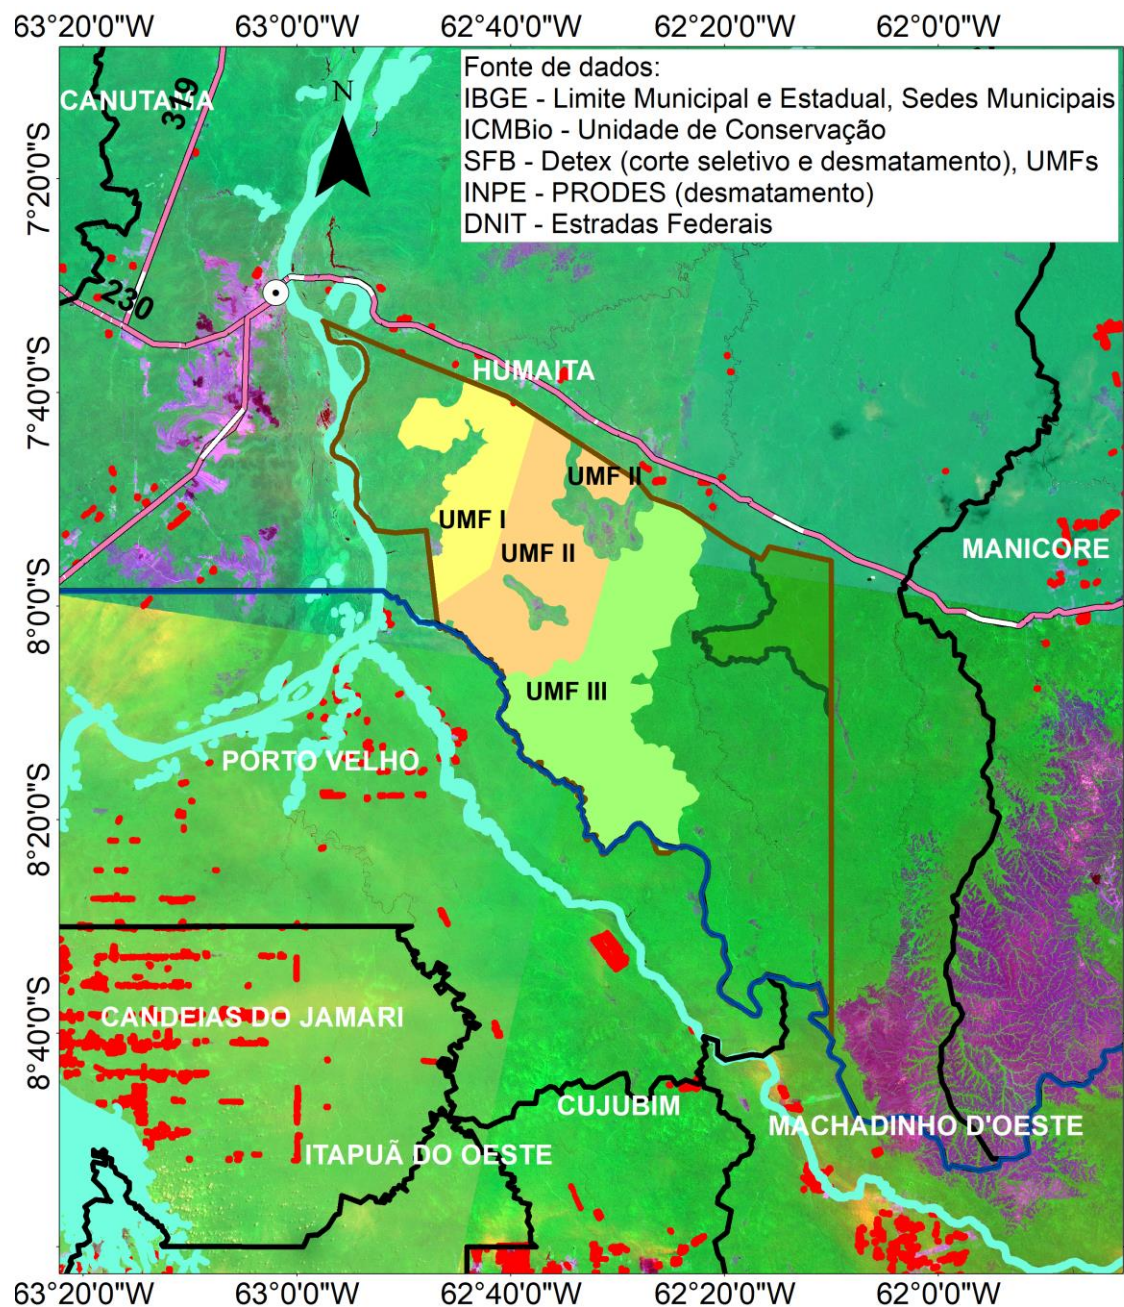 63°20'0"W 63°0'0"W 62°40'0"W 62°20'0"W 62°0'0"W
Fonte de dados:
IBGE - Limite Municipal e Estadual, Sedes Municipais
ICMBio - Unidade de Conservação
SFB - Detex (corte seletivo e desmatamento), UMFs
INPE - PRODES (desmatamento)
DNIT - Estradas Federais
N
CANUTAMA
319
7°20'0"S
230
HUMAITA
7°40'0"S
UMF II
UMF I
UMF II
MANICORE
8°0'0"S
UMF III
PORTO VELHO
8°20'0"S
CANDEIAS DO JAMARI
8°40'0"S
CUJUBIM
MACHADINHO D'OESTE
ITAPUÃ DO OESTE
63°20'0"W 63°0'0"W 62°40'0"W 62°20'0"W 62°0'0"W